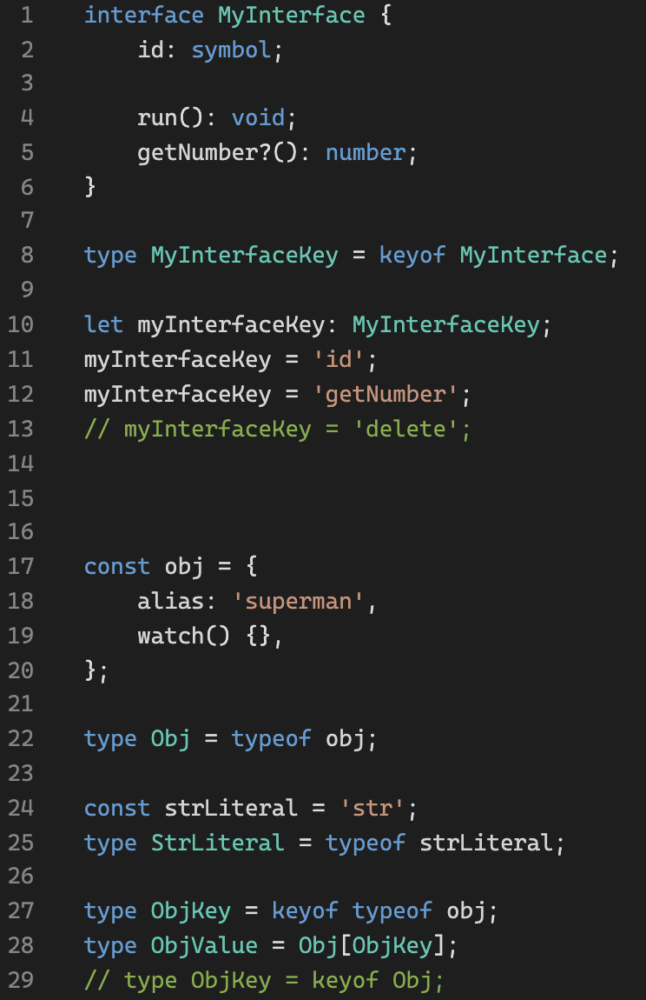 1 interface MyInterface {
2 id: symbol;
3
4 run(): void;
5 getNumber?(): number;
6 }
7
8 type MyInterfaceKey = keyof MyInterface;
9
10 let myInterfaceKey: MyInterfaceKey;
11 myInterfaceKey = 'id';
12 myInterfaceKey = 'getNumber';
13 // myInterfaceKey = 'delete';
14
15
16
17 const obj = {
18 alias: 'superman',
19 watch() {},
20 };
21
22 type Obj = typeof obj;
23
24 const strLiteral = 'str';
25 type StrLiteral = typeof strLiteral;
26
27 type ObjKey = keyof typeof obj;
28 type ObjValue = Obj[ObjKey];
29 // type ObjKey = keyof Obj;